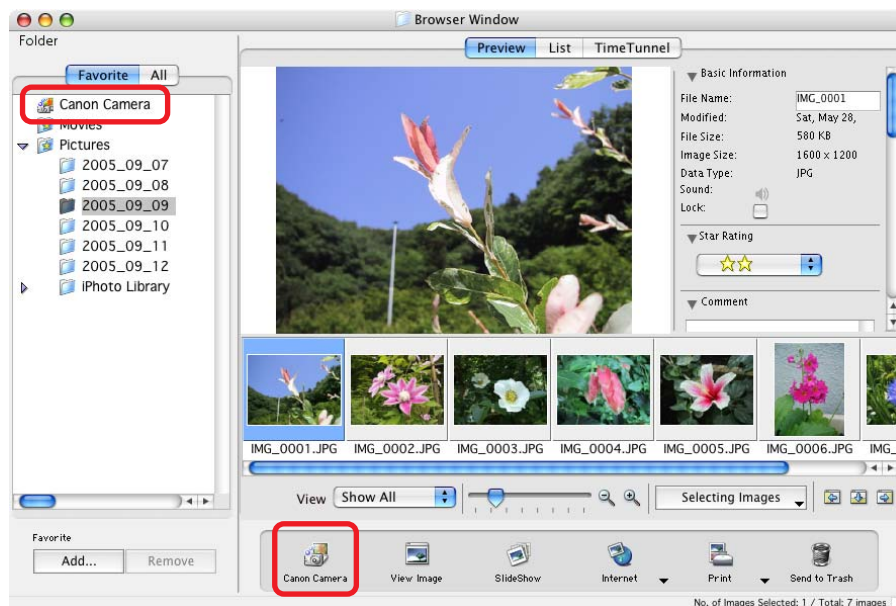 Browser Window
Folder
Favorite All
Canon Camera
Movies
Pictures
2005_09_07
2005_09_08
2005_09_09
2005_09_10
2005_09_11
2005_09_12
iPhoto Library
Favorite
Add... Remove
Preview List TimeTunnel
Basic Information
File Name: IMG_0001
Modified: Sat, May 28,
File Size: 580 KB
Image Size: 1600 x 1200
Data Type: JPG
Sound:
Lock:
Star Rating
Comment
IMG_0001.JPG IMG_0002.JPG IMG_0003.JPG IMG_0004.JPG IMG_0005.JPG IMG_0006.JPG IMG_
View Show All Selecting Images
Canon Camera View Image SlideShow Internet Print Send to Trash
No. of Images Selected: 1 / Total: 7 images